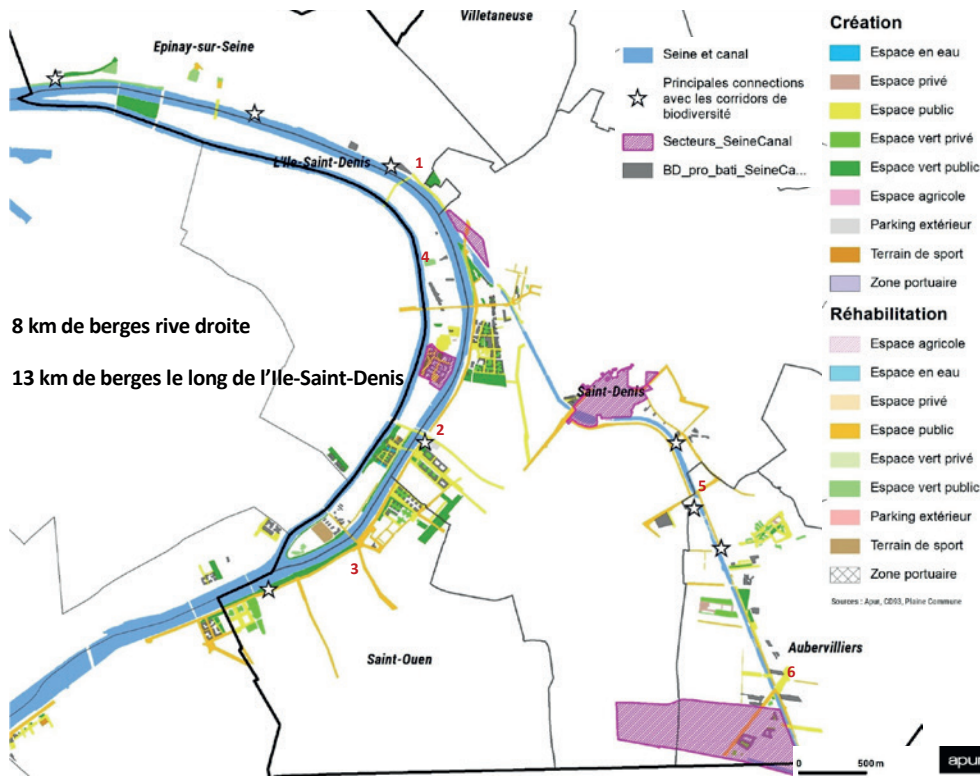 Villetaneuse
Epinay-sur-Seine
Seine et canal
Principales connections
avec les corridors de
biodiversité
Secteurs_SeineCanal
BD_pro_bati_SeineCa...
L'Ile-Saint-Denis
1
4
8 km de berges rive droite
13 km de berges le long de l'Ile-Saint-Denis
Saint-Denis
2
5
3
Saint-Ouen
Aubervilliers
6
Création
Espace en eau
Espace privé
Espace public
Espace vert privé
Espace vert public
Espace agricole
Parking extérieur
Terrain de sport
Zone portuaire
Réhabilitation
Espace agricole
Espace en eau
Espace privé
Espace public
Espace vert privé
Espace vert public
Parking extérieur
Terrain de sport
Zone portuaire
Sources : Apur, CD93, Plaine Commune
0 500 m
apur